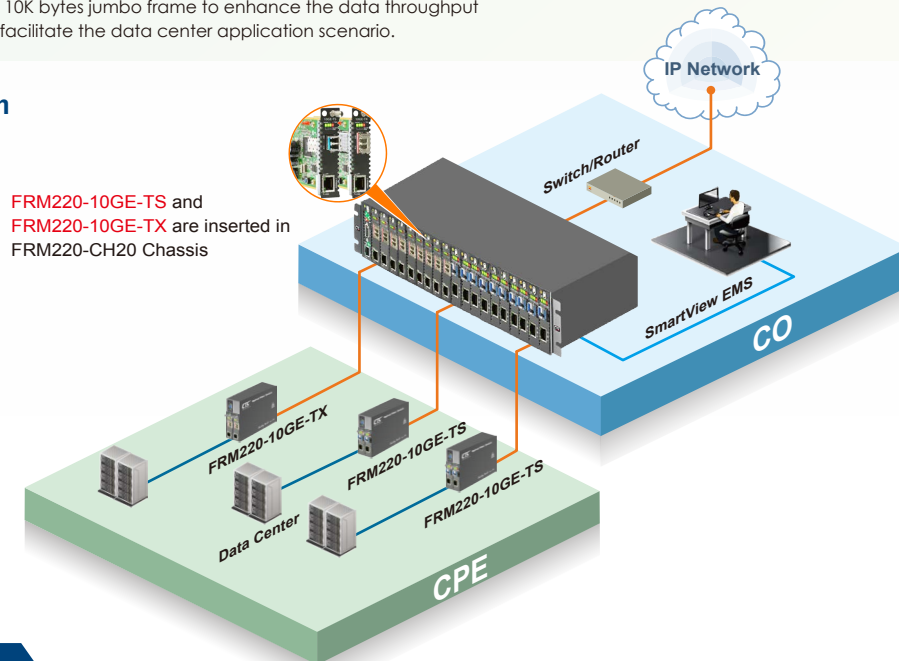 10K bytes jumbo frame to enhance the data throughput
facilitate the data center application scenario.
IP Network
Switch/Router
FRM220-10GE-TS and
FRM220-10GE-TX are inserted in
FRM220-CH20 Chassis
SmartView EMS
CO
FRM220-10GE-TX
FRM220-10GE-TS
FRM220-10GE-TS
Data Center
CPE